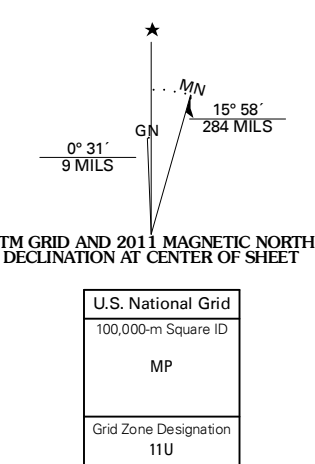 ★
MN
GN
15° 58´
284 MILS
0° 31´
9 MILS
TM GRID AND 2011 MAGNETIC NORTH
DECLINATION AT CENTER OF SHEET
U.S. National Grid
100,000-m Square ID
MP
Grid Zone Designation
11U